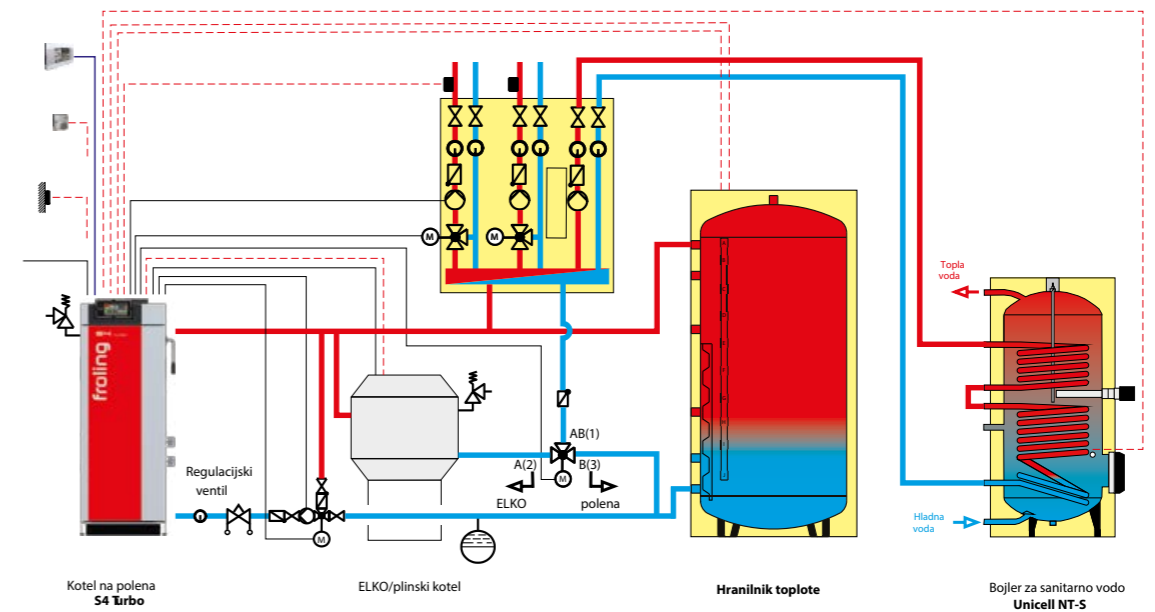 M
M
Topla
voda
froling
AB(1)
A(2)
B(3)
M
ELKO
polena
Regulacijski
ventil
M
Hladna
voda
Kotel na polena
S4 Turbo
ELKO/plinski kotel
Hranilnik toplote
Bojler za sanitarno vodo
Unicell NT-S